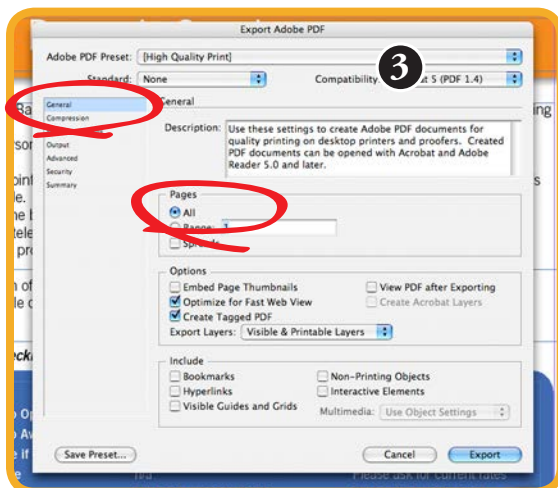 Export Adobe PDF
Adobe PDF Preset: [High Quality Print]
Standard: None
Compatibility: 3 t 5 (PDF 1.4)
General
Compression
Output
Advanced
Security
Summary
General
Description: Use these settings to create Adobe PDF documents for
quality printing on desktop printers and proofers. Created
PDF documents can be opened with Acrobat and Adobe
Reader 5.0 and later.
Pages
All
Range: 1
Spreads
Options
Embed Page Thumbnails
View PDF after Exporting
Optimize for Fast Web View
Create Acrobat Layers
Create Tagged PDF
Export Layers: Visible & Printable Layers
Include
Bookmarks
Non-Printing Objects
Hyperlinks
Interactive Elements
Visible Guides and Grids
Multimedia: Use Object Settings
Save Preset...
Cancel
Export
n/a
Please ask for current rates